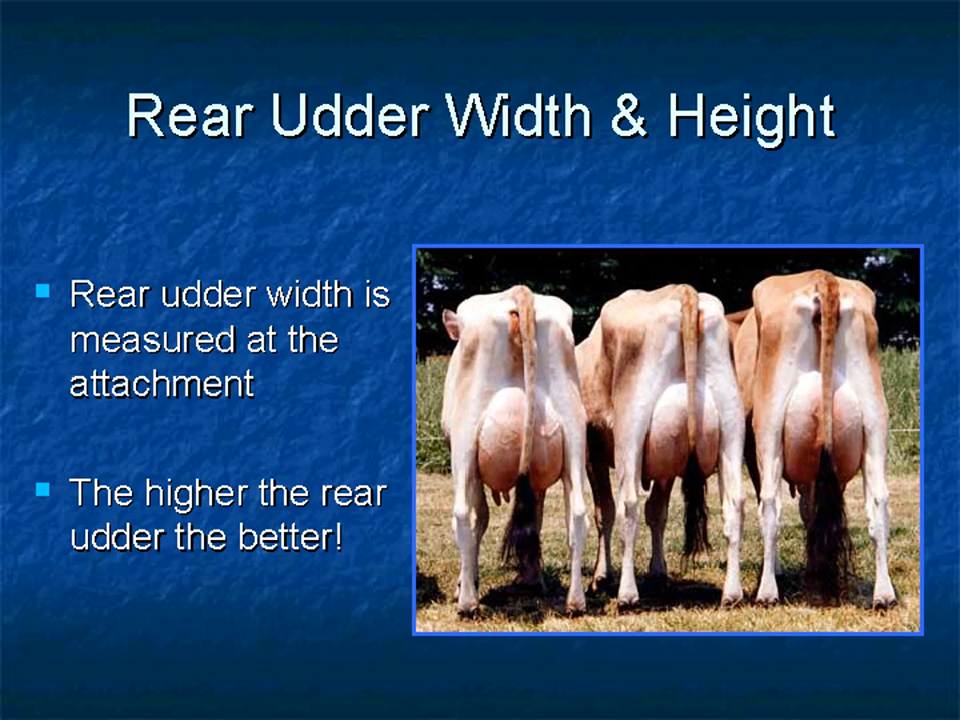 Rear Udder Width & Height
Rear udder width is
measured at the
attachment
The higher the rear
udder the better!